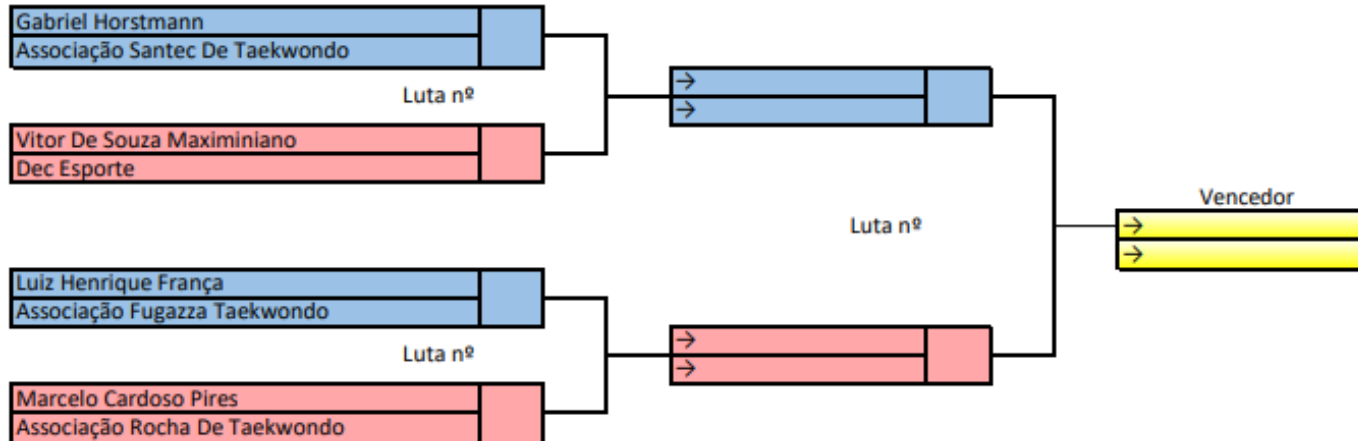 Gabriel Horstmann
Associação Santec De Taekwondo
Luta nº
Vitor De Souza Maximiniano
Dec Esporte
→
→
Luta nº
Vencedor
→
→
Luiz Henrique França
Associação Fugazza Taekwondo
Luta nº
Marcelo Cardoso Pires
Associação Rocha De Taekwondo
→
→